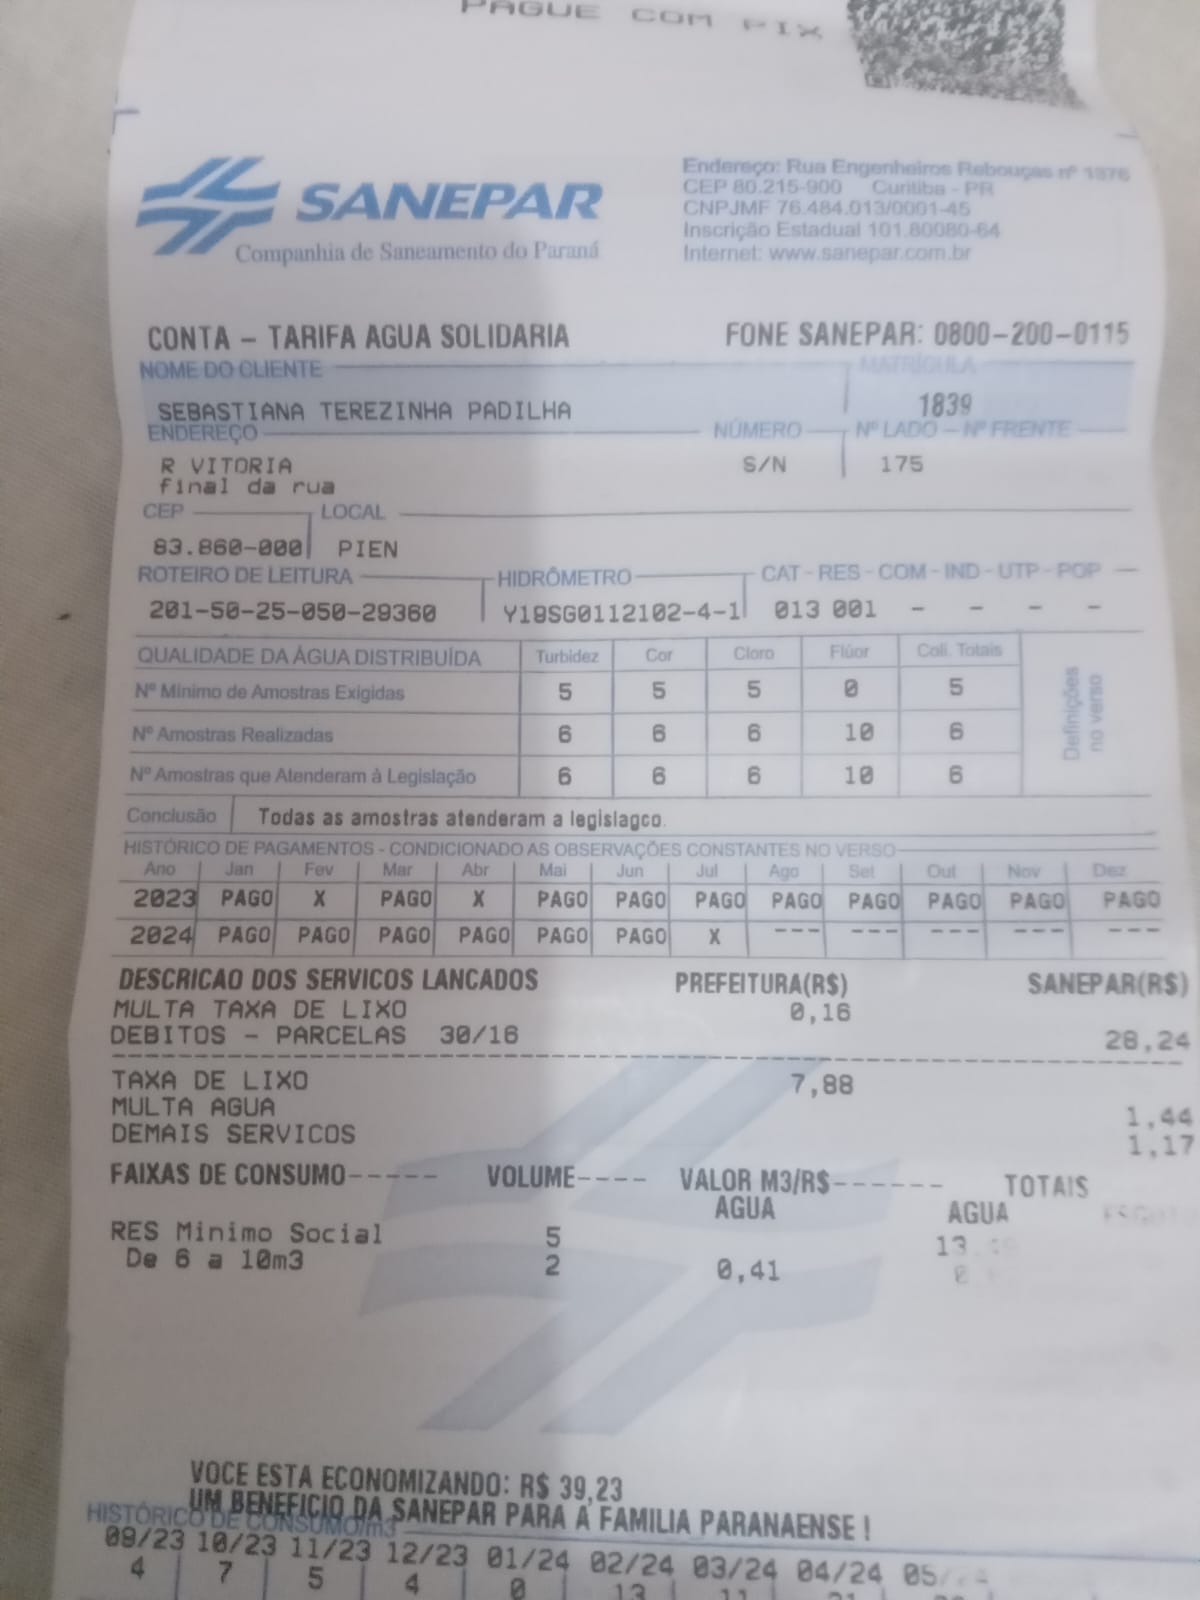 PAGUE COM PIX
SANEPAR
Companhia de Saneamento do Paraná
Endereço: Rua Engenheiros Rebouças nº 1376
CEP 80.215-900 Curitiba - PR
CNPJMF 76.484.013/0001-45
Inscrição Estadual 101.80080-64
Internet: www.sanepar.com.br
CONTA - TARIFA AGUA SOLIDARIA FONE SANEPAR: 0800-200-0115
NOME DO CLIENTE MATRÍCULA
SEBASTIANA TEREZINHA PADILHA 1839
ENDEREÇO NÚMERO Nº LADO - Nº FRENTE
R VITORIA S/N 175
final da rua
CEP LOCAL
83.860-000 PIEN
ROTEIRO DE LEITURA HIDRÔMETRO CAT - RES - COM - IND - UTP - POP
201-50-25-050-29360 Y19SG0112102-4-1 013 001 - - - -
QUALIDADE DA ÁGUA DISTRIBUÍDA Turbidez Cor Cloro Flúor Coli. Totais
Nº Mínimo de Amostras Exigidas 5 5 5 0 5
Nº Amostras Realizadas 6 6 6 10 6
Nº Amostras que Atenderam à Legislação 6 6 6 10 6
Definições no verso
Conclusão Todas as amostras atenderam a legislagco.
HISTÓRICO DE PAGAMENTOS - CONDICIONADO AS OBSERVAÇÕES CONSTANTES NO VERSO
Ano Jan Fev Mar Abr Mai Jun Jul Ago Set Out Nov Dez
2023 PAGO X PAGO X PAGO PAGO PAGO PAGO PAGO PAGO PAGO PAGO
2024 PAGO PAGO PAGO PAGO PAGO PAGO X --- --- --- --- ---
DESCRICAO DOS SERVICOS LANCADOS PREFEITURA(R$) SANEPAR(R$)
MULTA TAXA DE LIXO 0,16
DEBITOS - PARCELAS 30/16 28,24
TAXA DE LIXO 7,88
MULTA AGUA 1,44
DEMAIS SERVICOS 1,17
FAIXAS DE CONSUMO----- VOLUME---- VALOR M3/R$------ TOTAIS
AGUA AGUA
RES Minimo Social 5
De 6 a 10m3 2 0,41
VOCE ESTA ECONOMIZANDO: R$ 39,23
UM BENEFICIO DA SANEPAR PARA A FAMILIA PARANAENSE !
HISTÓRICO DE CONSUMO/m3
09/23 10/23 11/23 12/23 01/24 02/24 03/24 04/24
4 7 5 4 0 13